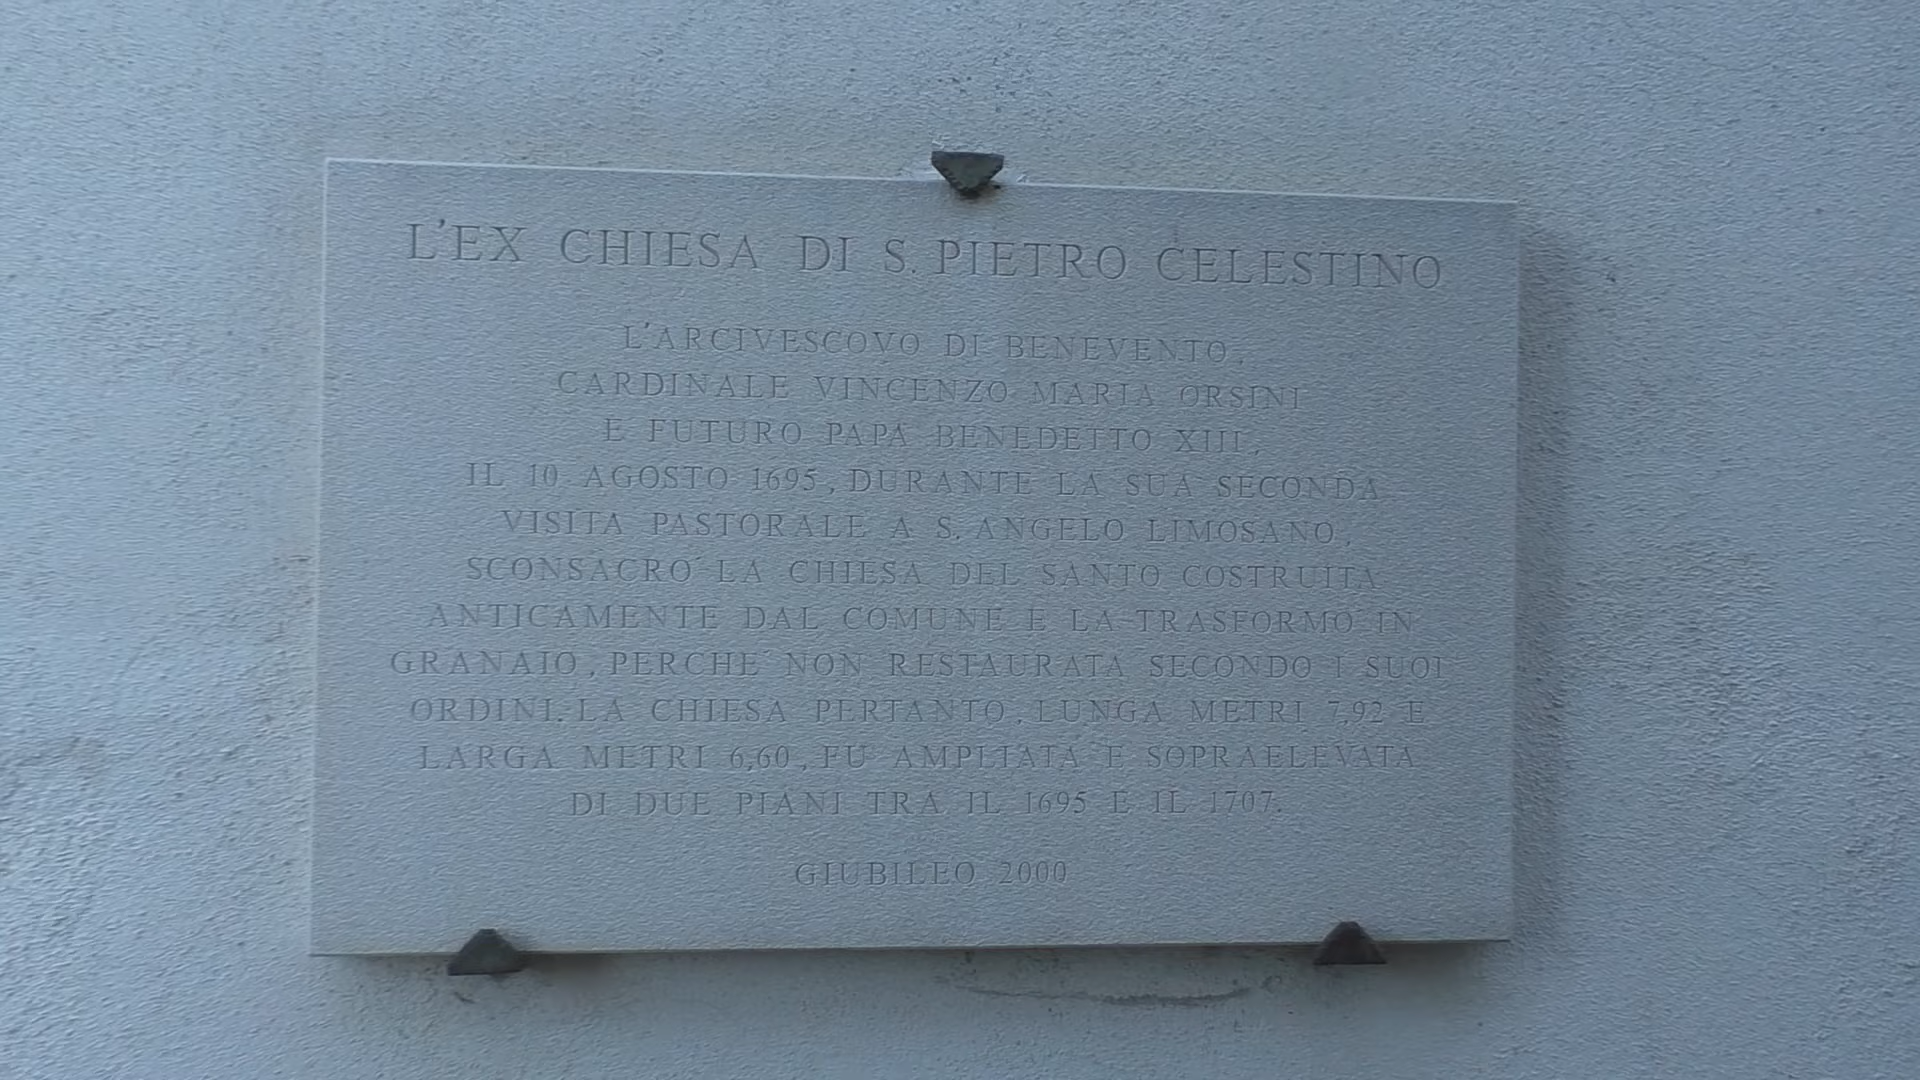 L'EX CHIESA DI S. PIETRO CELESTINO
L'ARCIVESCOVO DI BENEVENTO,
CARDINALE VINCENZO MARIA ORSINI
E FUTURO PAPA BENEDETTO XIII,
IL 10 AGOSTO 1695, DURANTE LA SUA SECONDA
VISITA PASTORALE A S. ANGELO LIMOSANO,
SCONSACRO' LA CHIESA DEL SANTO COSTRUITA
ANTICAMENTE DAL COMUNE E LA TRASFORMO IN
GRANAIO, PERCHE' NON RESTAURATA SECONDO I SUOI
ORDINI. LA CHIESA PERTANTO, LUNGA METRI 7,92 E
LARGA METRI 6,60, FU AMPLIATA E SOPRAELEVATA
DI DUE PIANI TRA IL 1695 E IL 1707.
GIUBILEO 2000